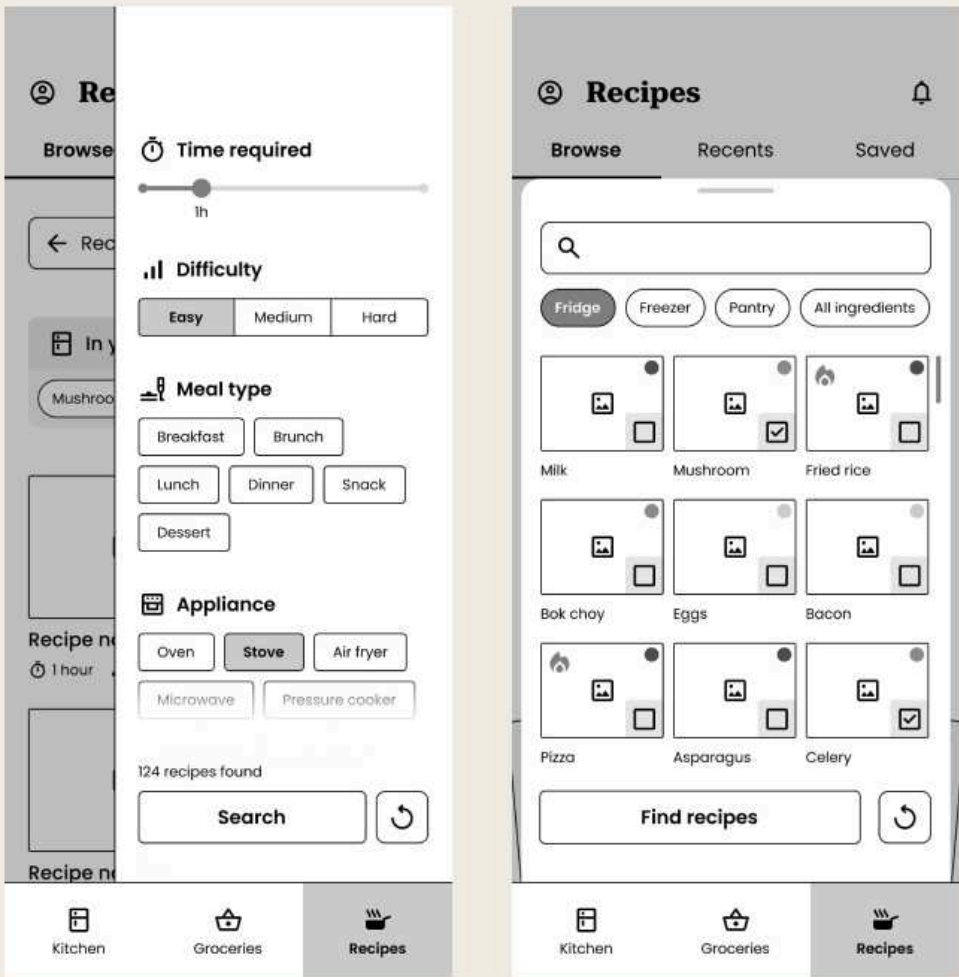 Re
Browse
Rec
In y
Mushroo
Recipe n
1 hour
Recipe n
Time required
1h
Difficulty
Easy Medium Hard
Meal type
Breakfast Brunch
Lunch Dinner Snack
Dessert
Appliance
Oven Stove Air fryer
Microwave Pressure cooker
124 recipes found
Search
Kitchen Groceries Recipes
Recipes
Browse Recents Saved
Fridge Freezer Pantry All ingredients
Milk Mushroom Fried rice
Bok choy Eggs Bacon
Pizza Asparagus Celery
Find recipes
Kitchen Groceries Recipes